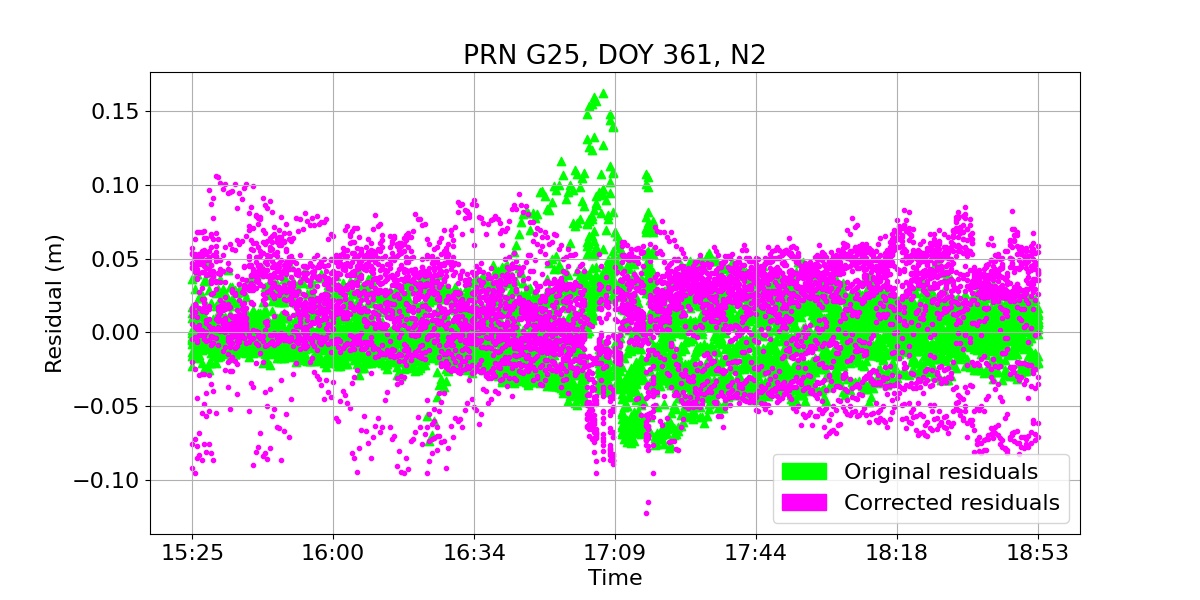 PRN G25, DOY 361, N2
Residual (m)
0.15
0.10
0.05
0.00
−0.05
−0.10
Original residuals
Corrected residuals
15:25 16:00 16:34 17:09 17:44 18:18 18:53
Time